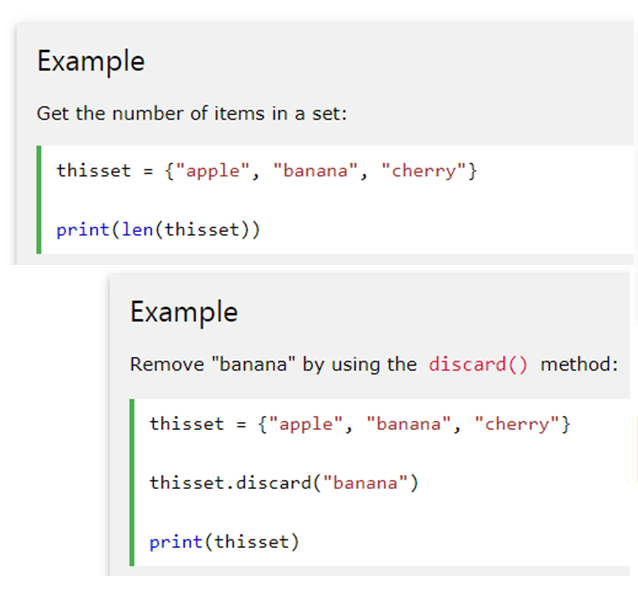 Example
Get the number of items in a set:
thisset = {"apple", "banana", "cherry"}
print(len(thisset))
Example
Remove "banana" by using the discard() method:
thisset = {"apple", "banana", "cherry"}
thisset.discard("banana")
print(thisset)